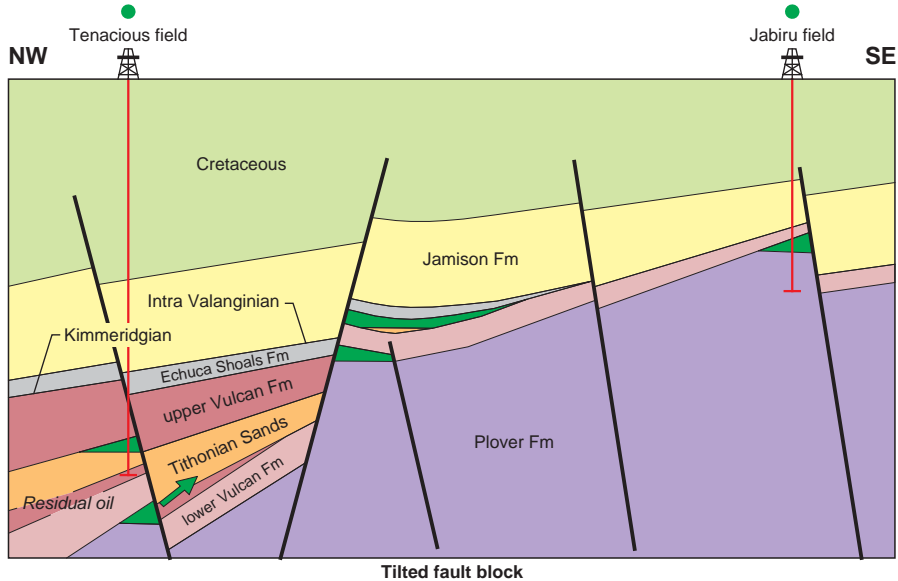 Tenacious field
Jabiru field
NW
SE
Cretaceous
Jamison Fm
Intra Valanginian
Kimmeridgian
Echuca Shoals Fm
upper Vulcan Fm
Tithonian Sands
Plover Fm
lower Vulcan Fm
Residual oil
Tilted fault block